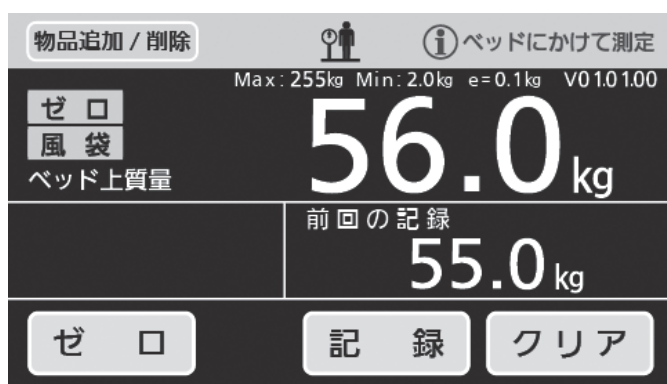 物品追加 / 削除
ⓘベッドにかけて測定
Max: 255kg Min: 2.0kg e=0.1kg V01.01.00
ゼロ
風袋
ベッド上質量
56.0kg
前回の記録
55.0kg
ゼロ
記録
クリア